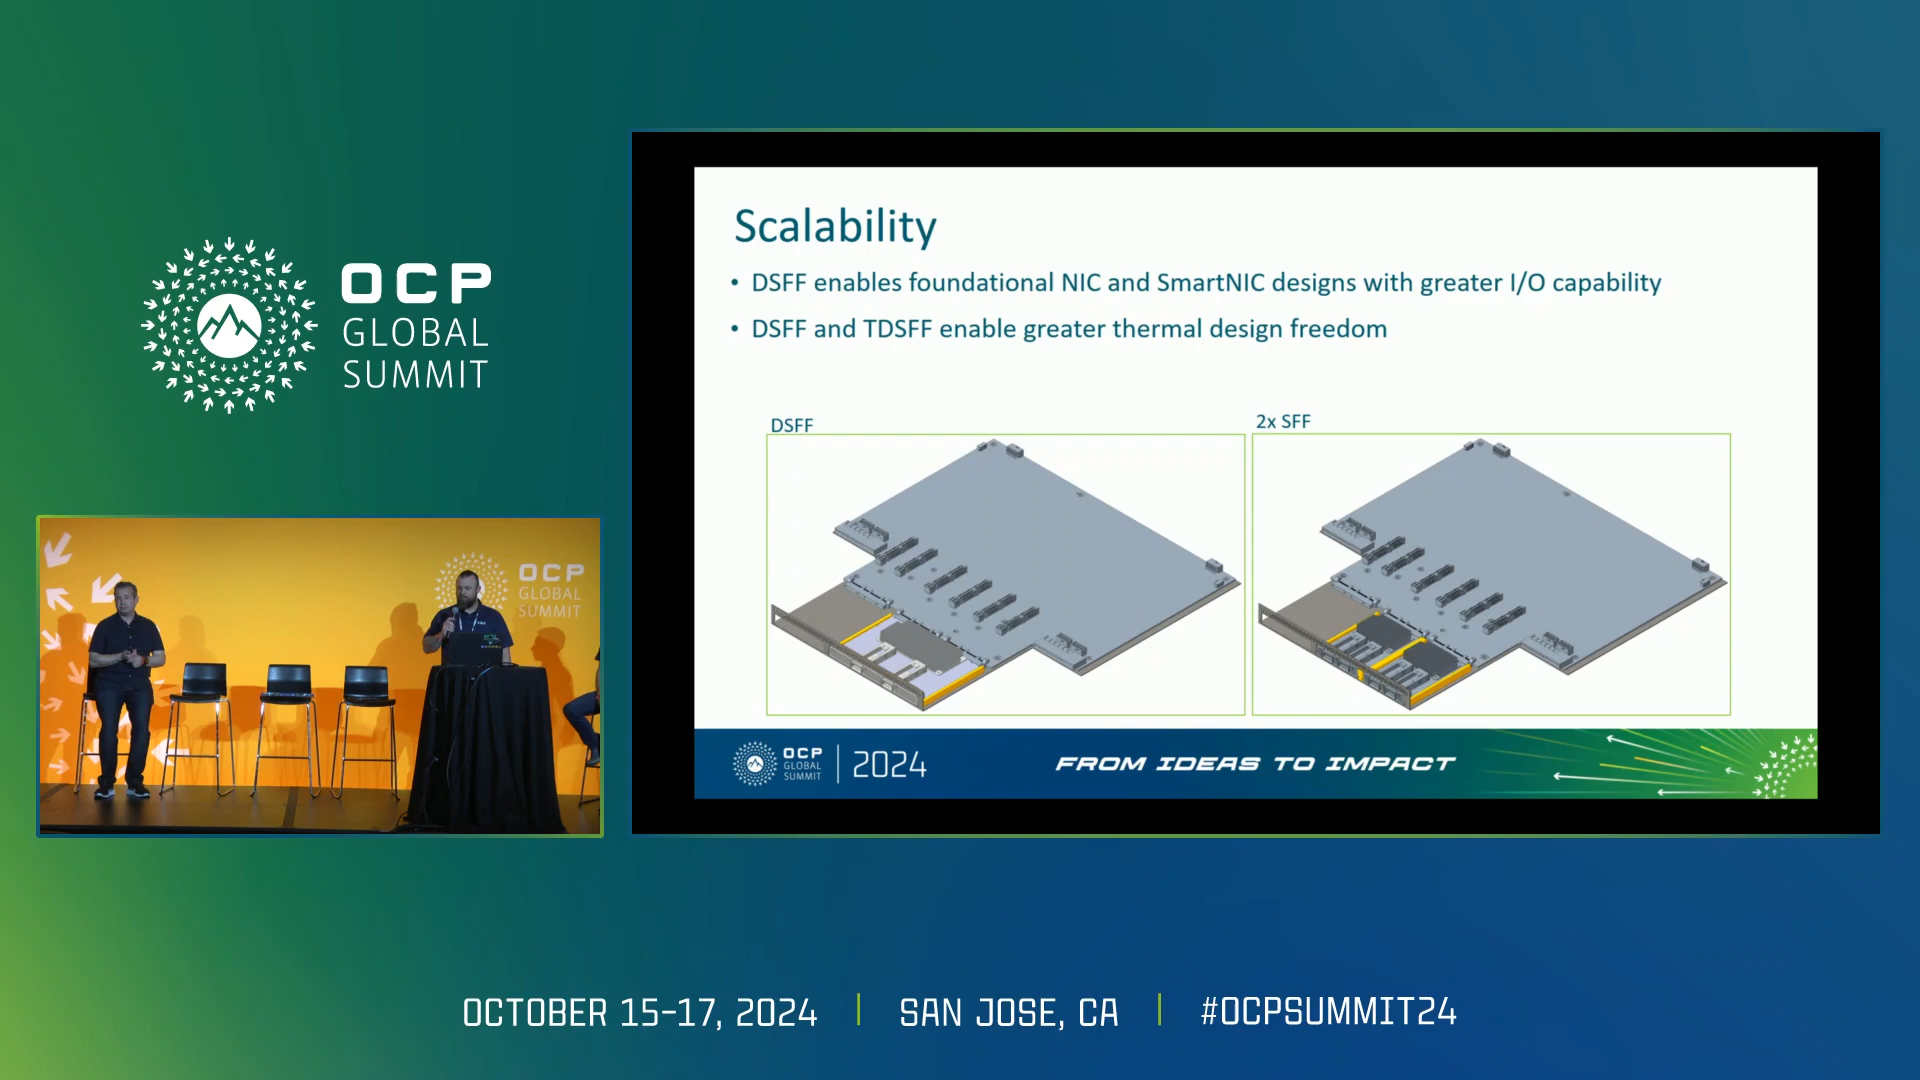 OCP
GLOBAL
SUMMIT
Scalability
• DSFF enables foundational NIC and SmartNIC designs with greater I/O capability
• DSFF and TDSFF enable greater thermal design freedom
DSFF
2x SFF
OCP
GLOBAL
SUMMIT
2024
FROM IDEAS TO IMPACT
OCP
GLOBAL
SUMMIT
OCTOBER 15-17, 2024
SAN JOSE, CA
#OCPSUMMIT24